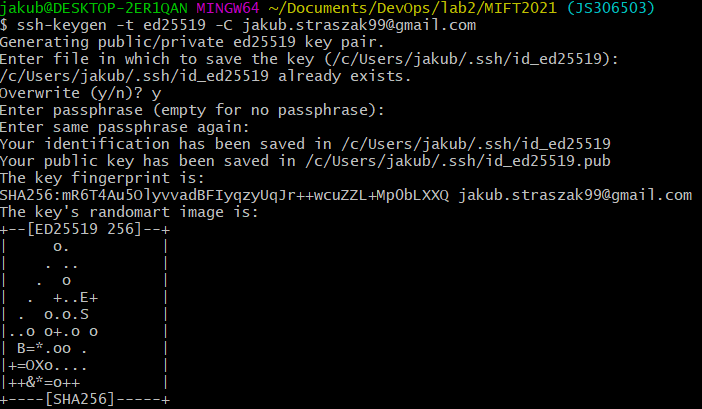 jakub@DESKTOP-2ER1QAN MINGW64 ~/Documents/DevOps/lab2/MIFT2021 (JS306503)
$ ssh-keygen -t ed25519 -C jakub.straszak99@gmail.com
Generating public/private ed25519 key pair.
Enter file in which to save the key (/c/Users/jakub/.ssh/id_ed25519):
/c/Users/jakub/.ssh/id_ed25519 already exists.
Overwrite (y/n)? y
Enter passphrase (empty for no passphrase):
Enter same passphrase again:
Your identification has been saved in /c/Users/jakub/.ssh/id_ed25519
Your public key has been saved in /c/Users/jakub/.ssh/id_ed25519.pub
The key fingerprint is:
SHA256:mR6T4Au5OlyvvadBFIyqzyUqJr++wcuZZL+MpObLXXQ jakub.straszak99@gmail.com
The key's randomart image is:
+--[ED25519 256]--+
|      o.         |
|     . ..        |
|    .  o         |
|   .  +..E+      |
|  .  o.o.S       |
|..o o+.o o       |
| B=*.oo .        |
|+=OXo....        |
|++&*=o++         |
+----[SHA256]-----+